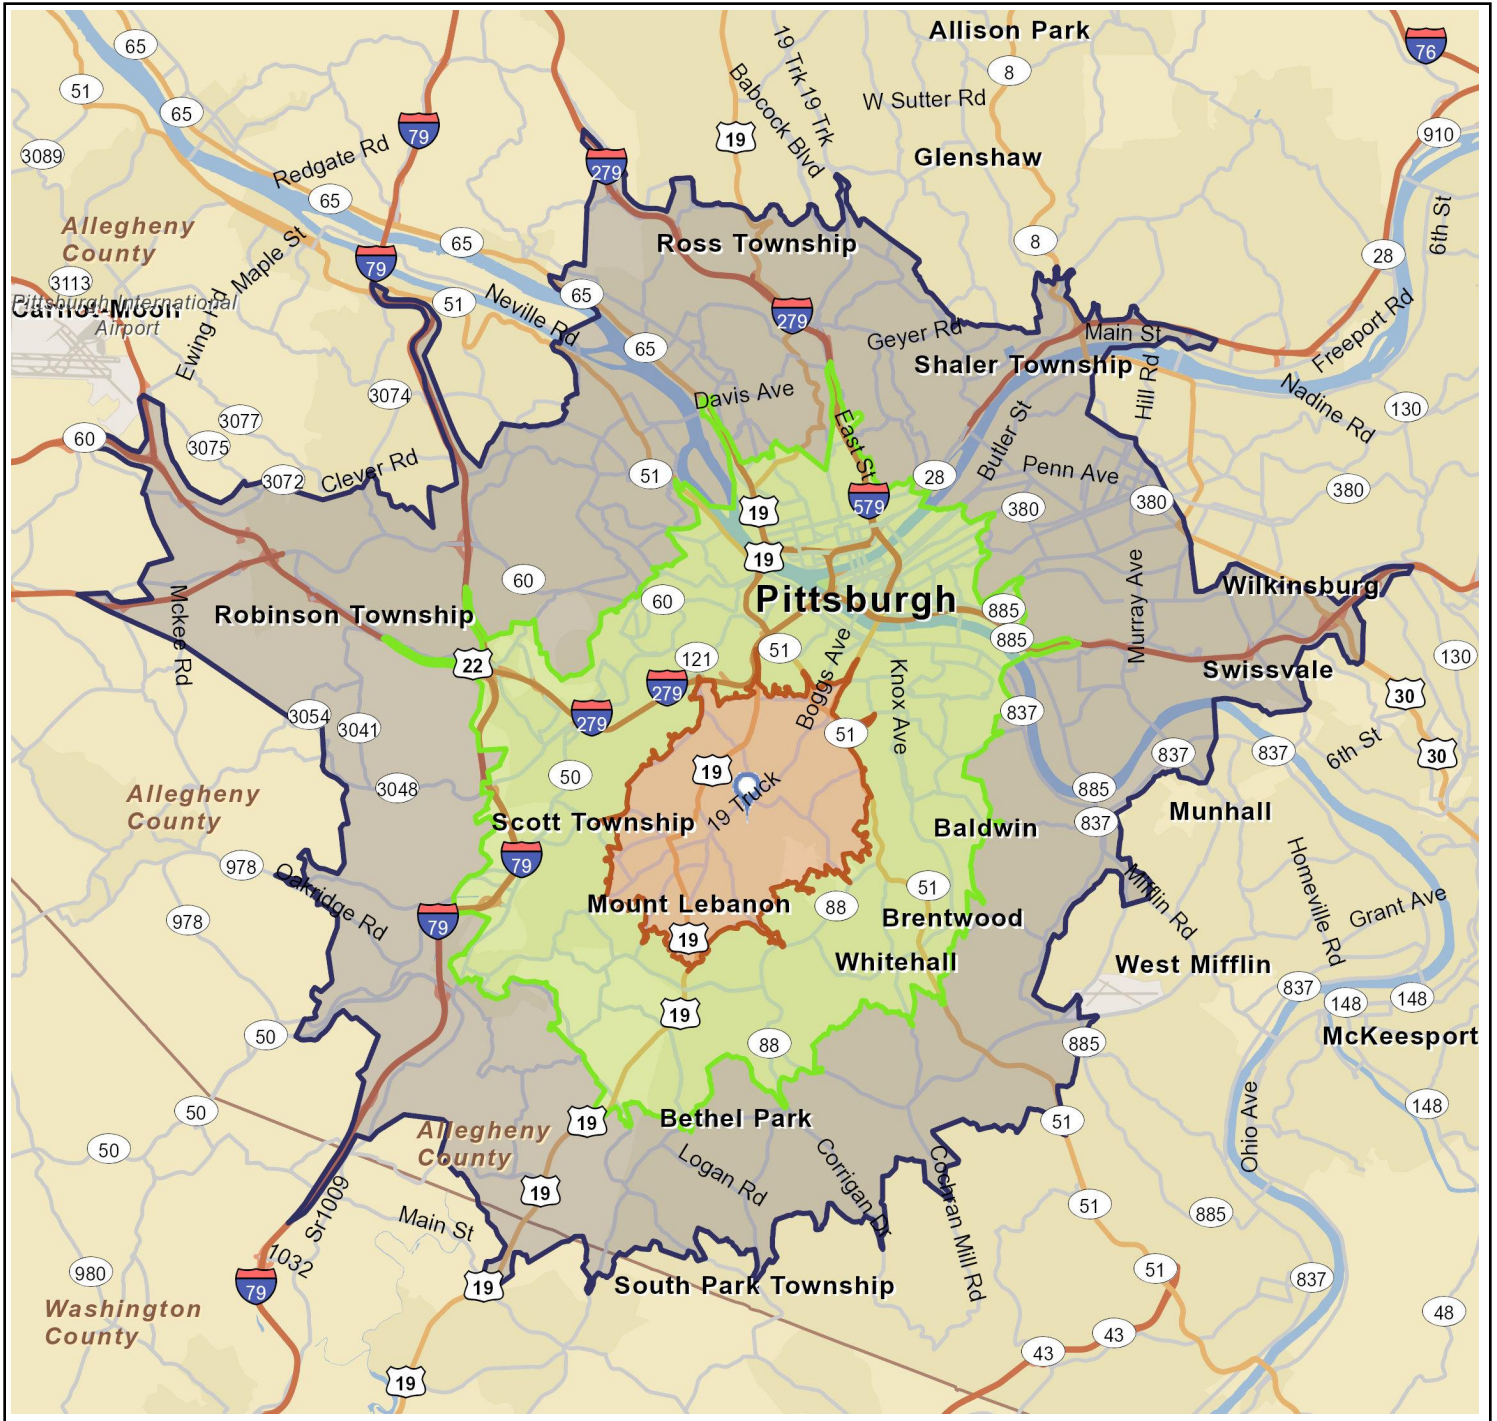 Allison Park
65
76
8
19 Trk
19 Trk
51
Babcock Blvd
W Sutter Rd
65
79
19
910
3089
Glenshaw
Redgate Rd
279
65
6th St
Allegheny
County
65
Ross Township
8
28
Maple St
79
3113
Pittsburgh International
Airport
Carnot-Moon
51
65
Neville Rd
279
Ewing Rd
Geyer Rd
Main St
Freeport Rd
65
Shaler Township
Hill Rd
3074
Davis Ave
Nadine Rd
130
3077
60
3075
East St
Butler St
Clever Rd
3072
51
28
Penn Ave
380
380
380
19
579
19
60
Mckee Rd
60
Pittsburgh
Murray Ave
Wilkinsburg
Robinson Township
885
885
22
121
51
Boggs Ave
Knox Ave
130
Swissvale
279
30
3054
3041
279
837
51
837
837
6th St
30
50
19
3048
885
Allegheny
County
19 Truck
Munhall
Scott Township
Baldwin
837
978
79
Oakridge Rd
Mifflin Rd
Homeville Rd
51
Mount Lebanon
88
Brentwood
Grant Ave
978
79
19
Whitehall
West Mifflin
837
148
148
19
50
88
885
McKeesport
50
19
Bethel Park
51
148
Allegheny
County
50
Ohio Ave
Logan Rd
Corrigan Dr
Cochran Mill Rd
19
Sr1009
Main St
51
885
1032
980
79
19
South Park Township
51
837
Washington
County
48
43
43
19